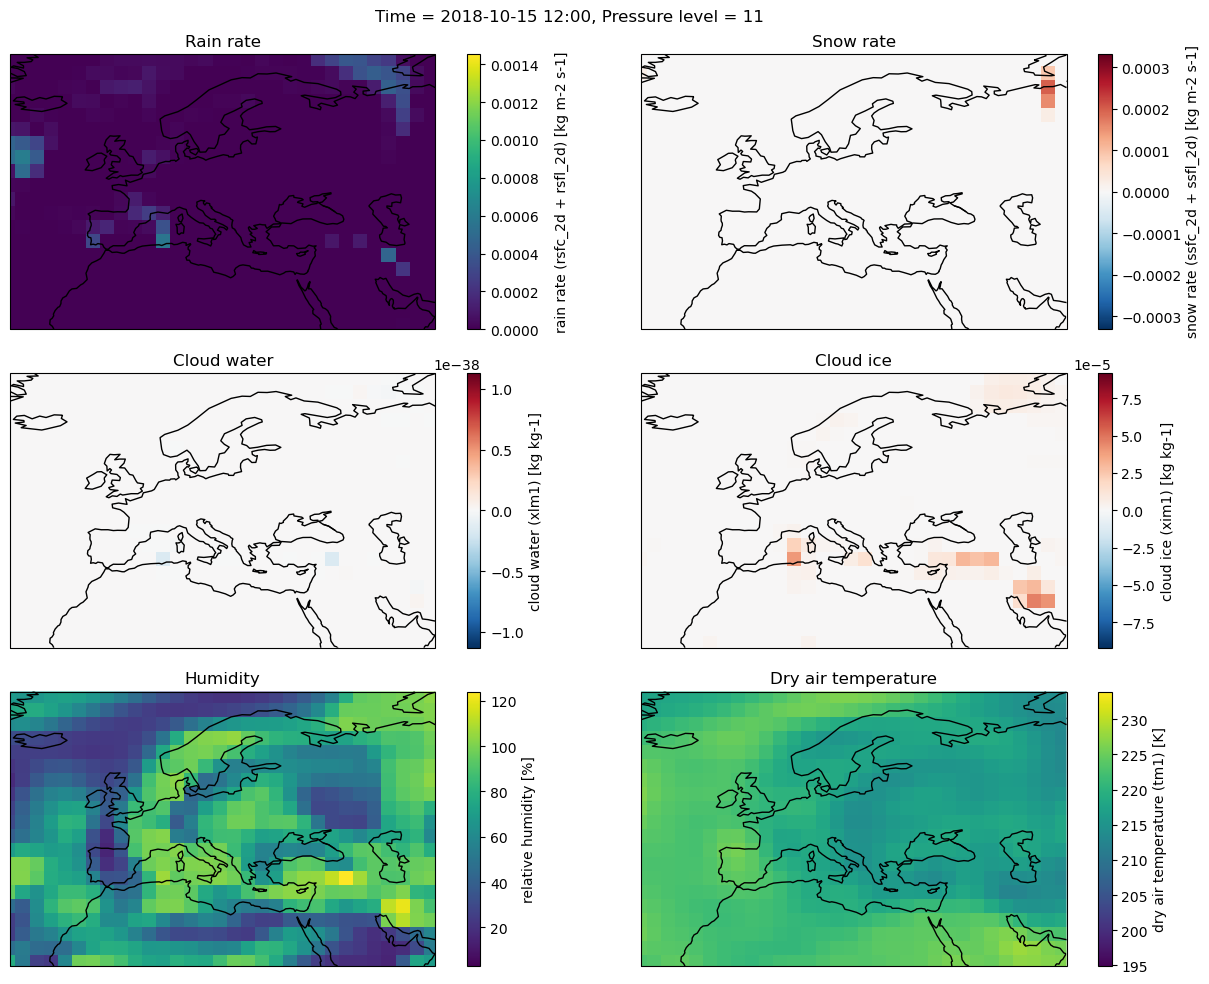 Time = 2018-10-15 12:00, Pressure level = 11
Rain rate
0.0014
0.0012
0.0010
0.0008
0.0006
0.0004
0.0002
0.0000
rain rate (rsfc_2d + rsfl_2d) [kg m-2 s-1]
Snow rate
0.0003
0.0002
0.0001
0.0000
−0.0001
−0.0002
−0.0003
snow rate (ssfc_2d + ssfl_2d) [kg m-2 s-1]
Cloud water
1e−38
1.0
0.5
0.0
−0.5
−1.0
cloud water (xlm1) [kg kg-1]
Cloud ice
1e−5
7.5
5.0
2.5
0.0
−2.5
−5.0
−7.5
cloud ice (xim1) [kg kg-1]
Humidity
120
100
80
60
40
20
relative humidity [%]
Dry air temperature
230
225
220
215
210
205
200
195
dry air temperature (tm1) [K]